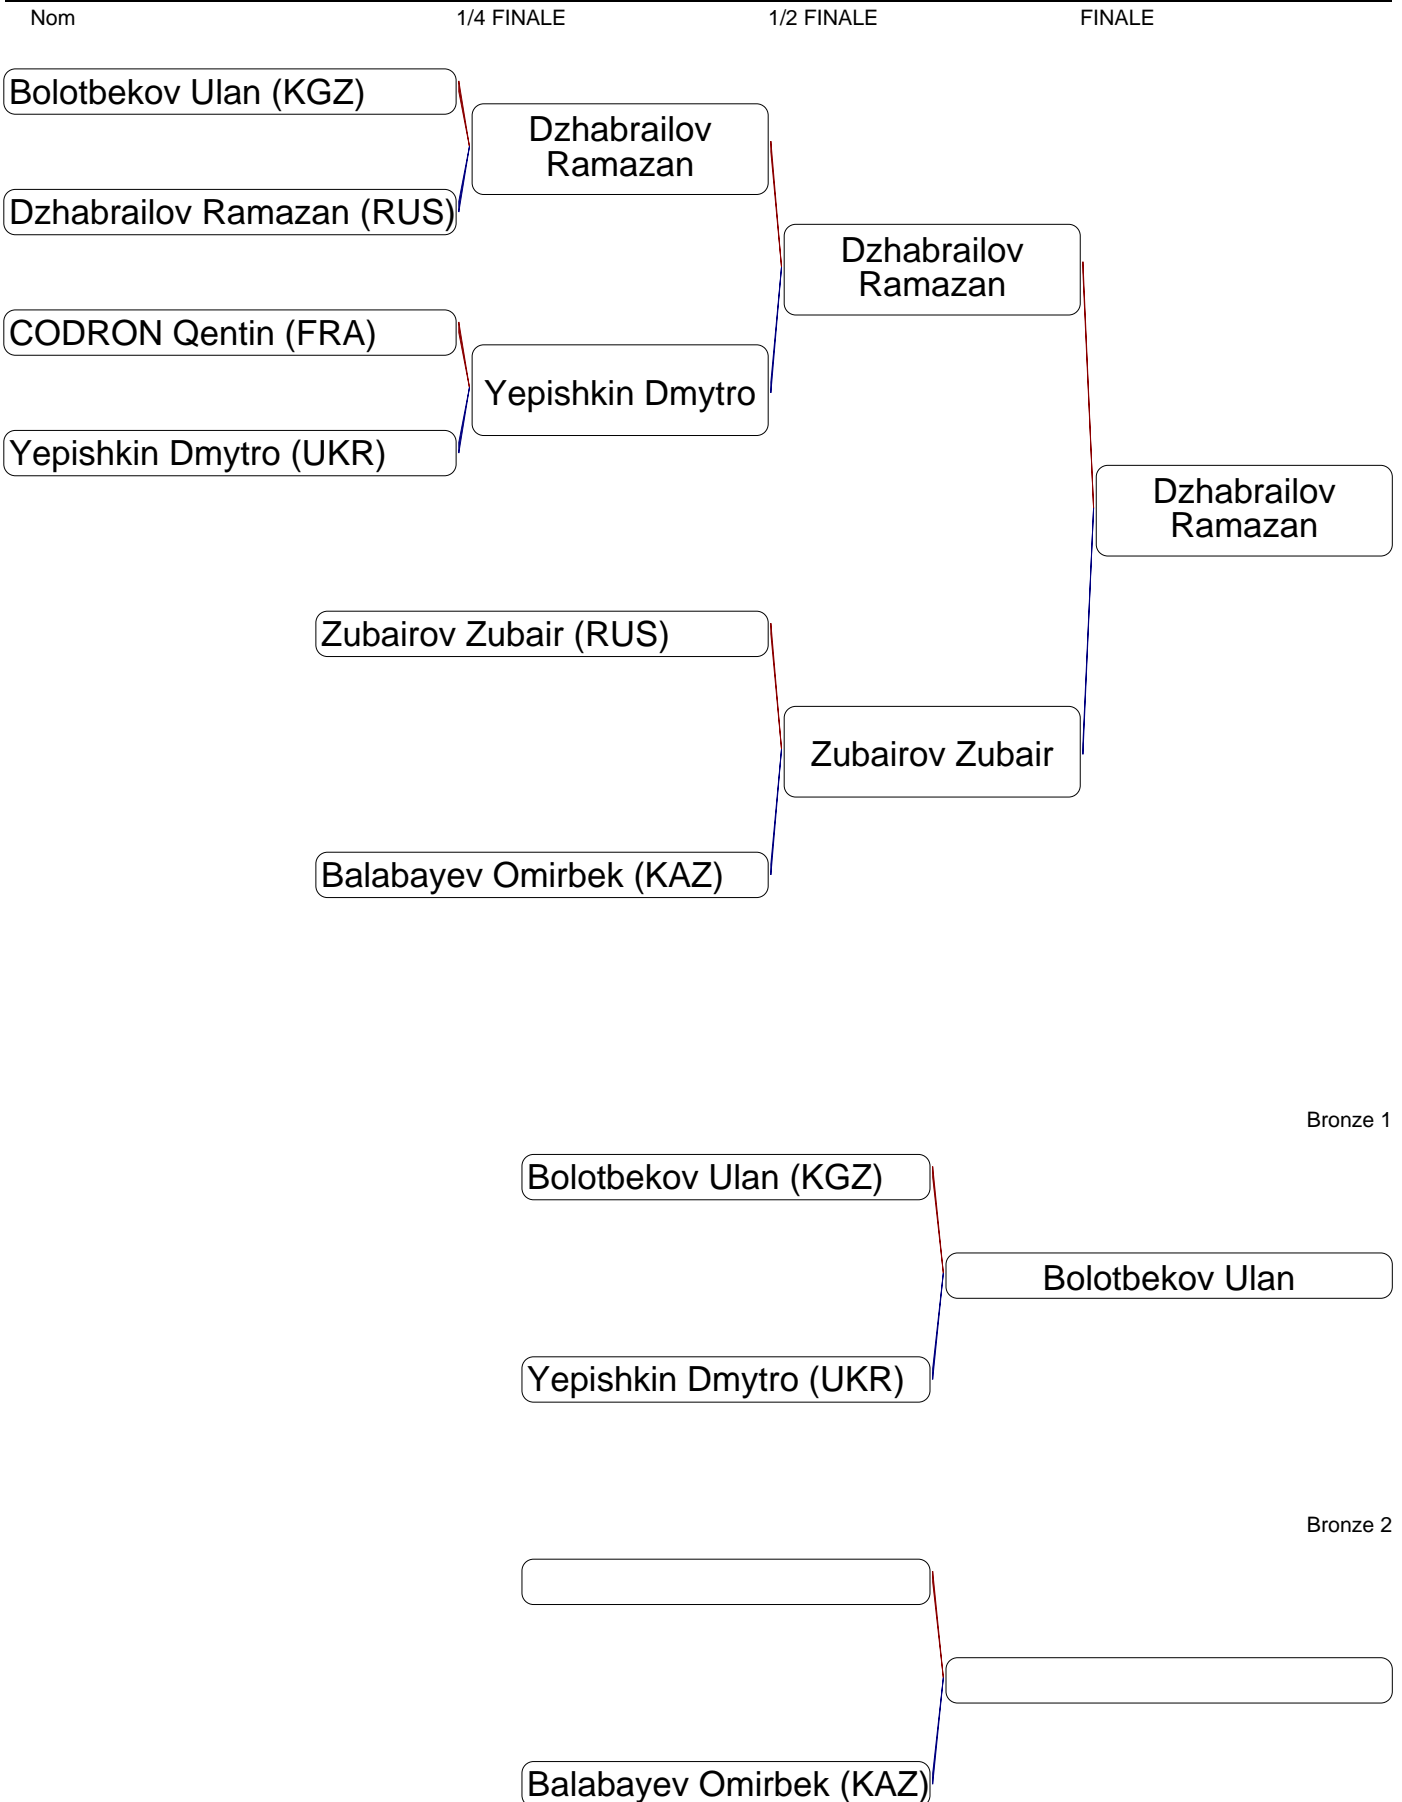 Nom 1/4 FINALE 1/2 FINALE FINALE
Bolotbekov Ulan (KGZ)
Dzhabrailov
Ramazan
Dzhabrailov Ramazan (RUS)
Dzhabrailov
Ramazan
CODRON Qentin (FRA)
Yepishkin Dmytro
Yepishkin Dmytro (UKR)
Dzhabrailov
Ramazan
Zubairov Zubair (RUS)
Zubairov Zubair
Balabayev Omirbek (KAZ)
Bronze 1
Bolotbekov Ulan (KGZ)
Bolotbekov Ulan
Yepishkin Dmytro (UKR)
Bronze 2
Balabayev Omirbek (KAZ)